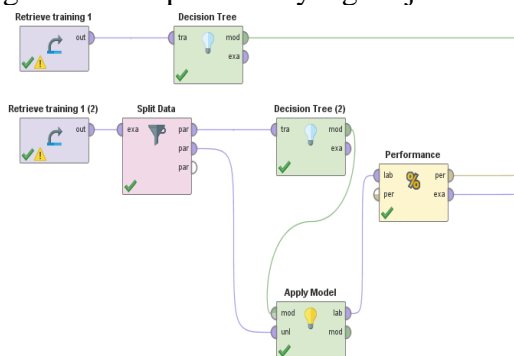 Retrieve training 1
out
Decision Tree
tra mod
exa
Retrieve training 1 (2)
out
Split Data
exa par
par
par
Decision Tree (2)
tra mod
exa
Performance
lab % per
per exa
Apply Model
mod lab
unl mod